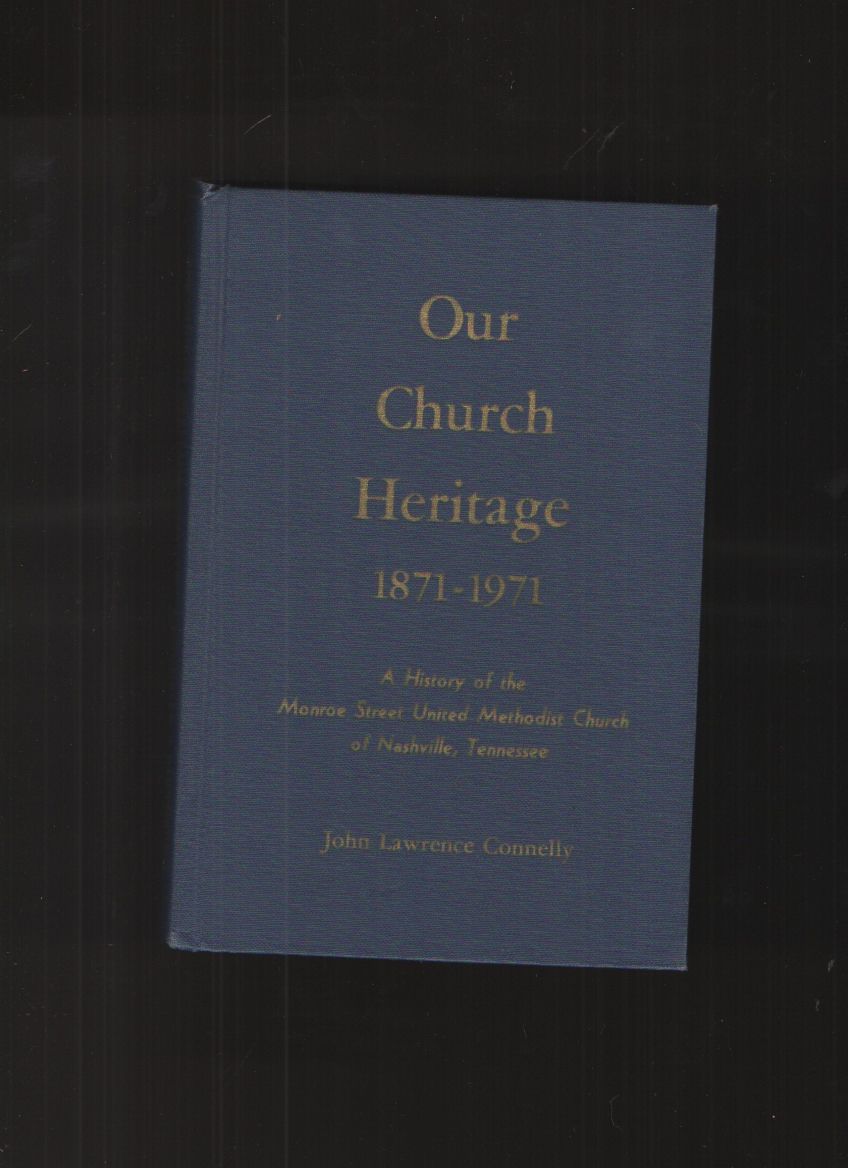 Our
Church
Heritage
1871-1971
A History of the
Monroe Street United Methodist Church
of Nashville, Tennessee
John Lawrence Connelly